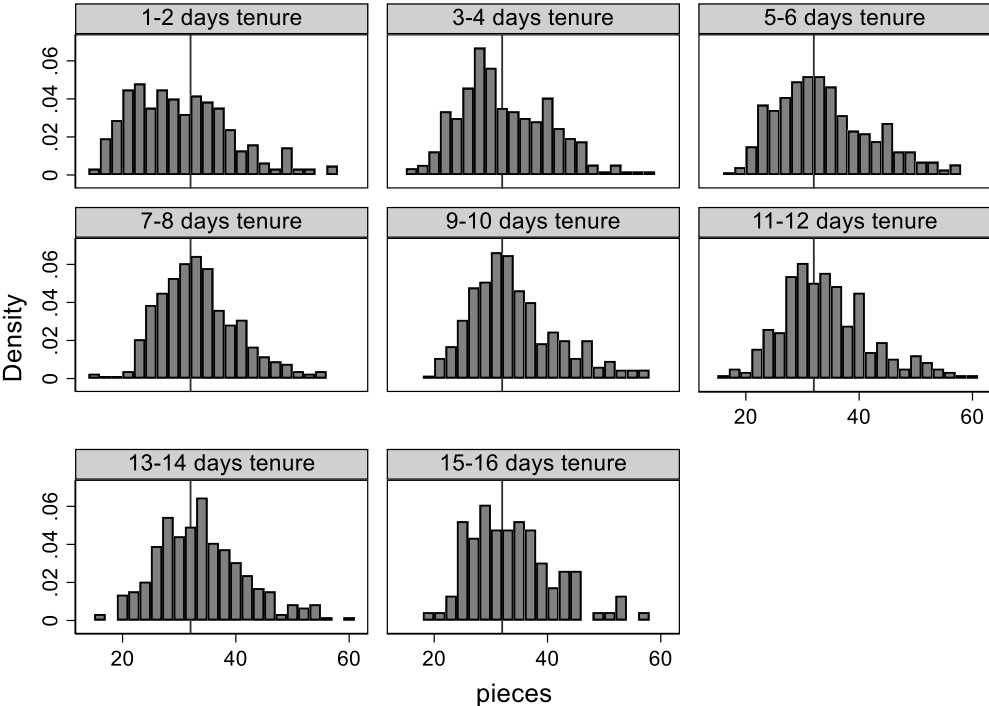 1-2 days tenure
3-4 days tenure
5-6 days tenure
.06
.04
.02
0
7-8 days tenure
9-10 days tenure
11-12 days tenure
.06
.04
.02
0
20 40 60
Density
13-14 days tenure
15-16 days tenure
.06
.04
.02
0
20 40 60
20 40 60
pieces